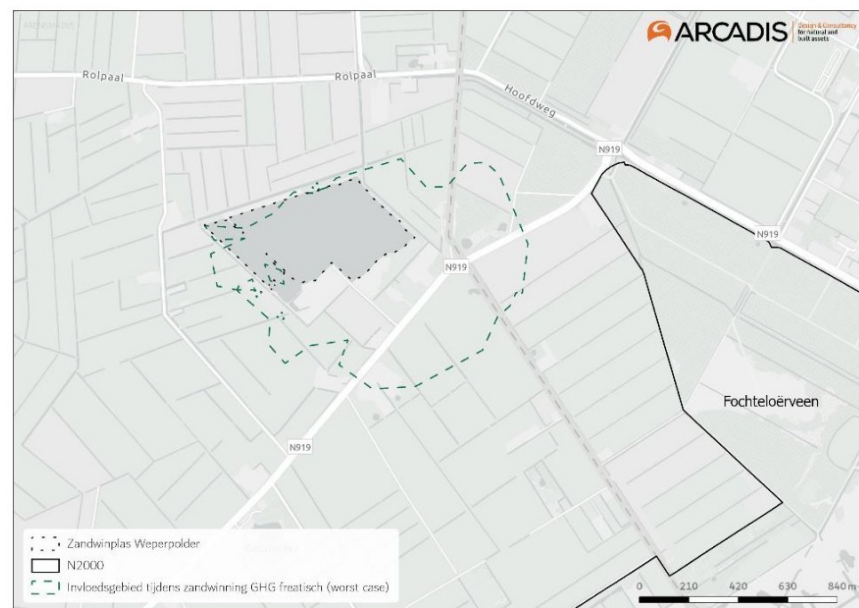 ARCADIS
Design & Consultancy
for natural and
built assets
Rolpaal
Rolpaal
Hoofdweg
N919
N919
N919
Fochteloërveen
N919
Zandwinplas Weperpolder
N2000
Invloedsgebied tijdens zandwinning GHG freatisch (worst case)
0 210 420 630 840 m